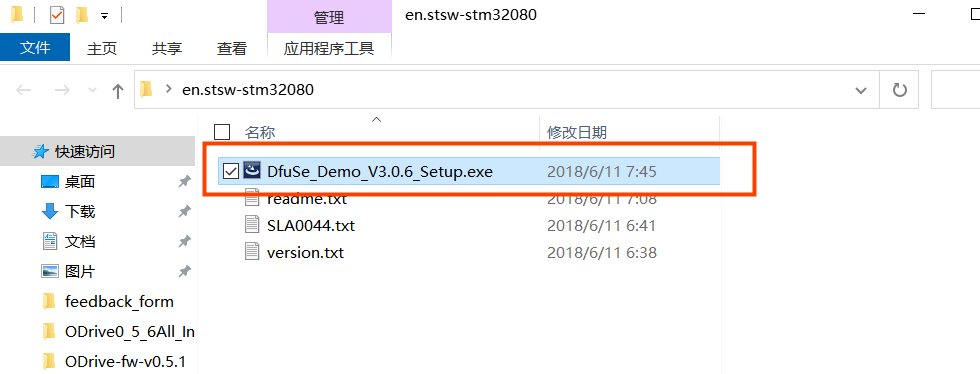 管理
en.stsw-stm32080
文件
主页
共享
查看
应用程序工具
en.stsw-stm32080
名称
修改日期
快速访问
DfuSe_Demo_V3.0.6_Setup.exe
2018/6/11 7:45
桌面
readme.txt
2018/6/11 7:08
下载
SLA0044.txt
2018/6/11 6:41
文档
version.txt
2018/6/11 6:38
图片
feedback_form
ODrive0_5_6All_In
ODrive-fw-v0.5.1